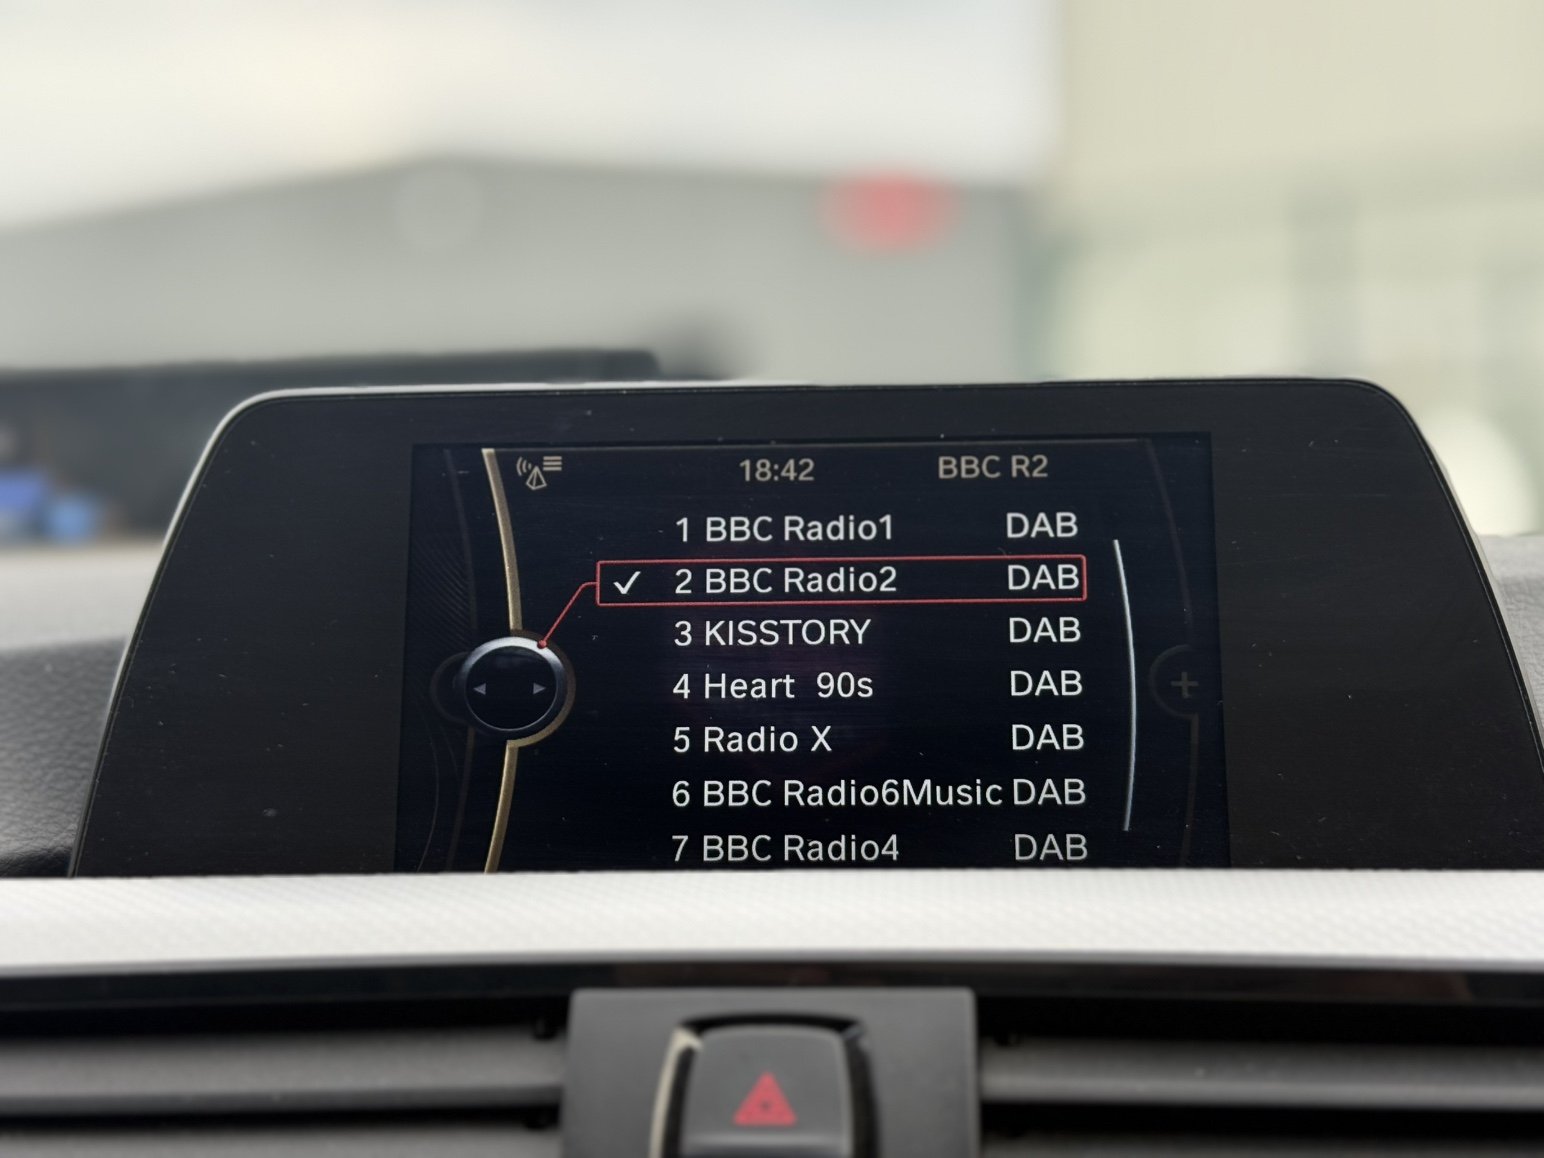 18:42 BBC R2
1 BBC Radio1 DAB
✓ 2 BBC Radio2 DAB
3 KISSTORY DAB
4 Heart 90s DAB
5 Radio X DAB
6 BBC Radio6Music DAB
7 BBC Radio4 DAB